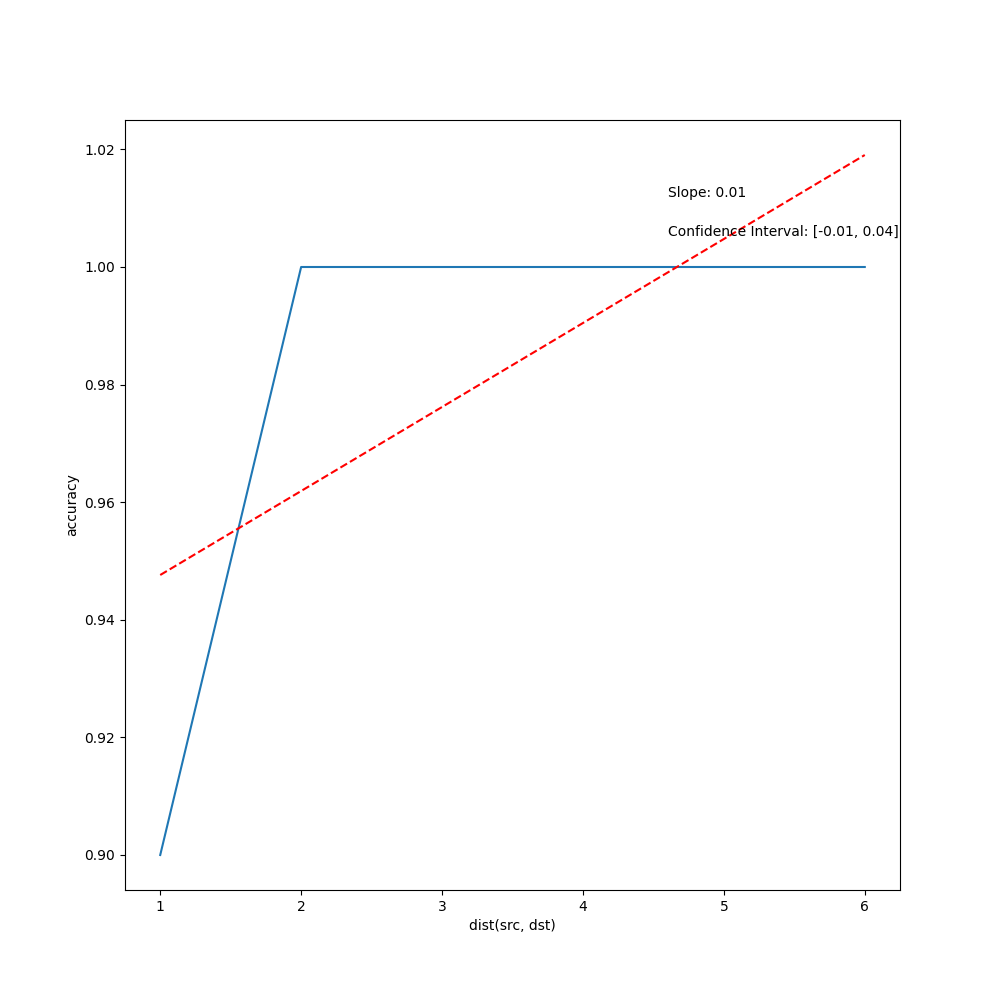 1.02
1.00
0.98
0.96
0.94
0.92
0.90
accuracy
Slope: 0.01
Confidence Interval: [-0.01, 0.04]
1 2 3 4 5 6
dist(src, dst)